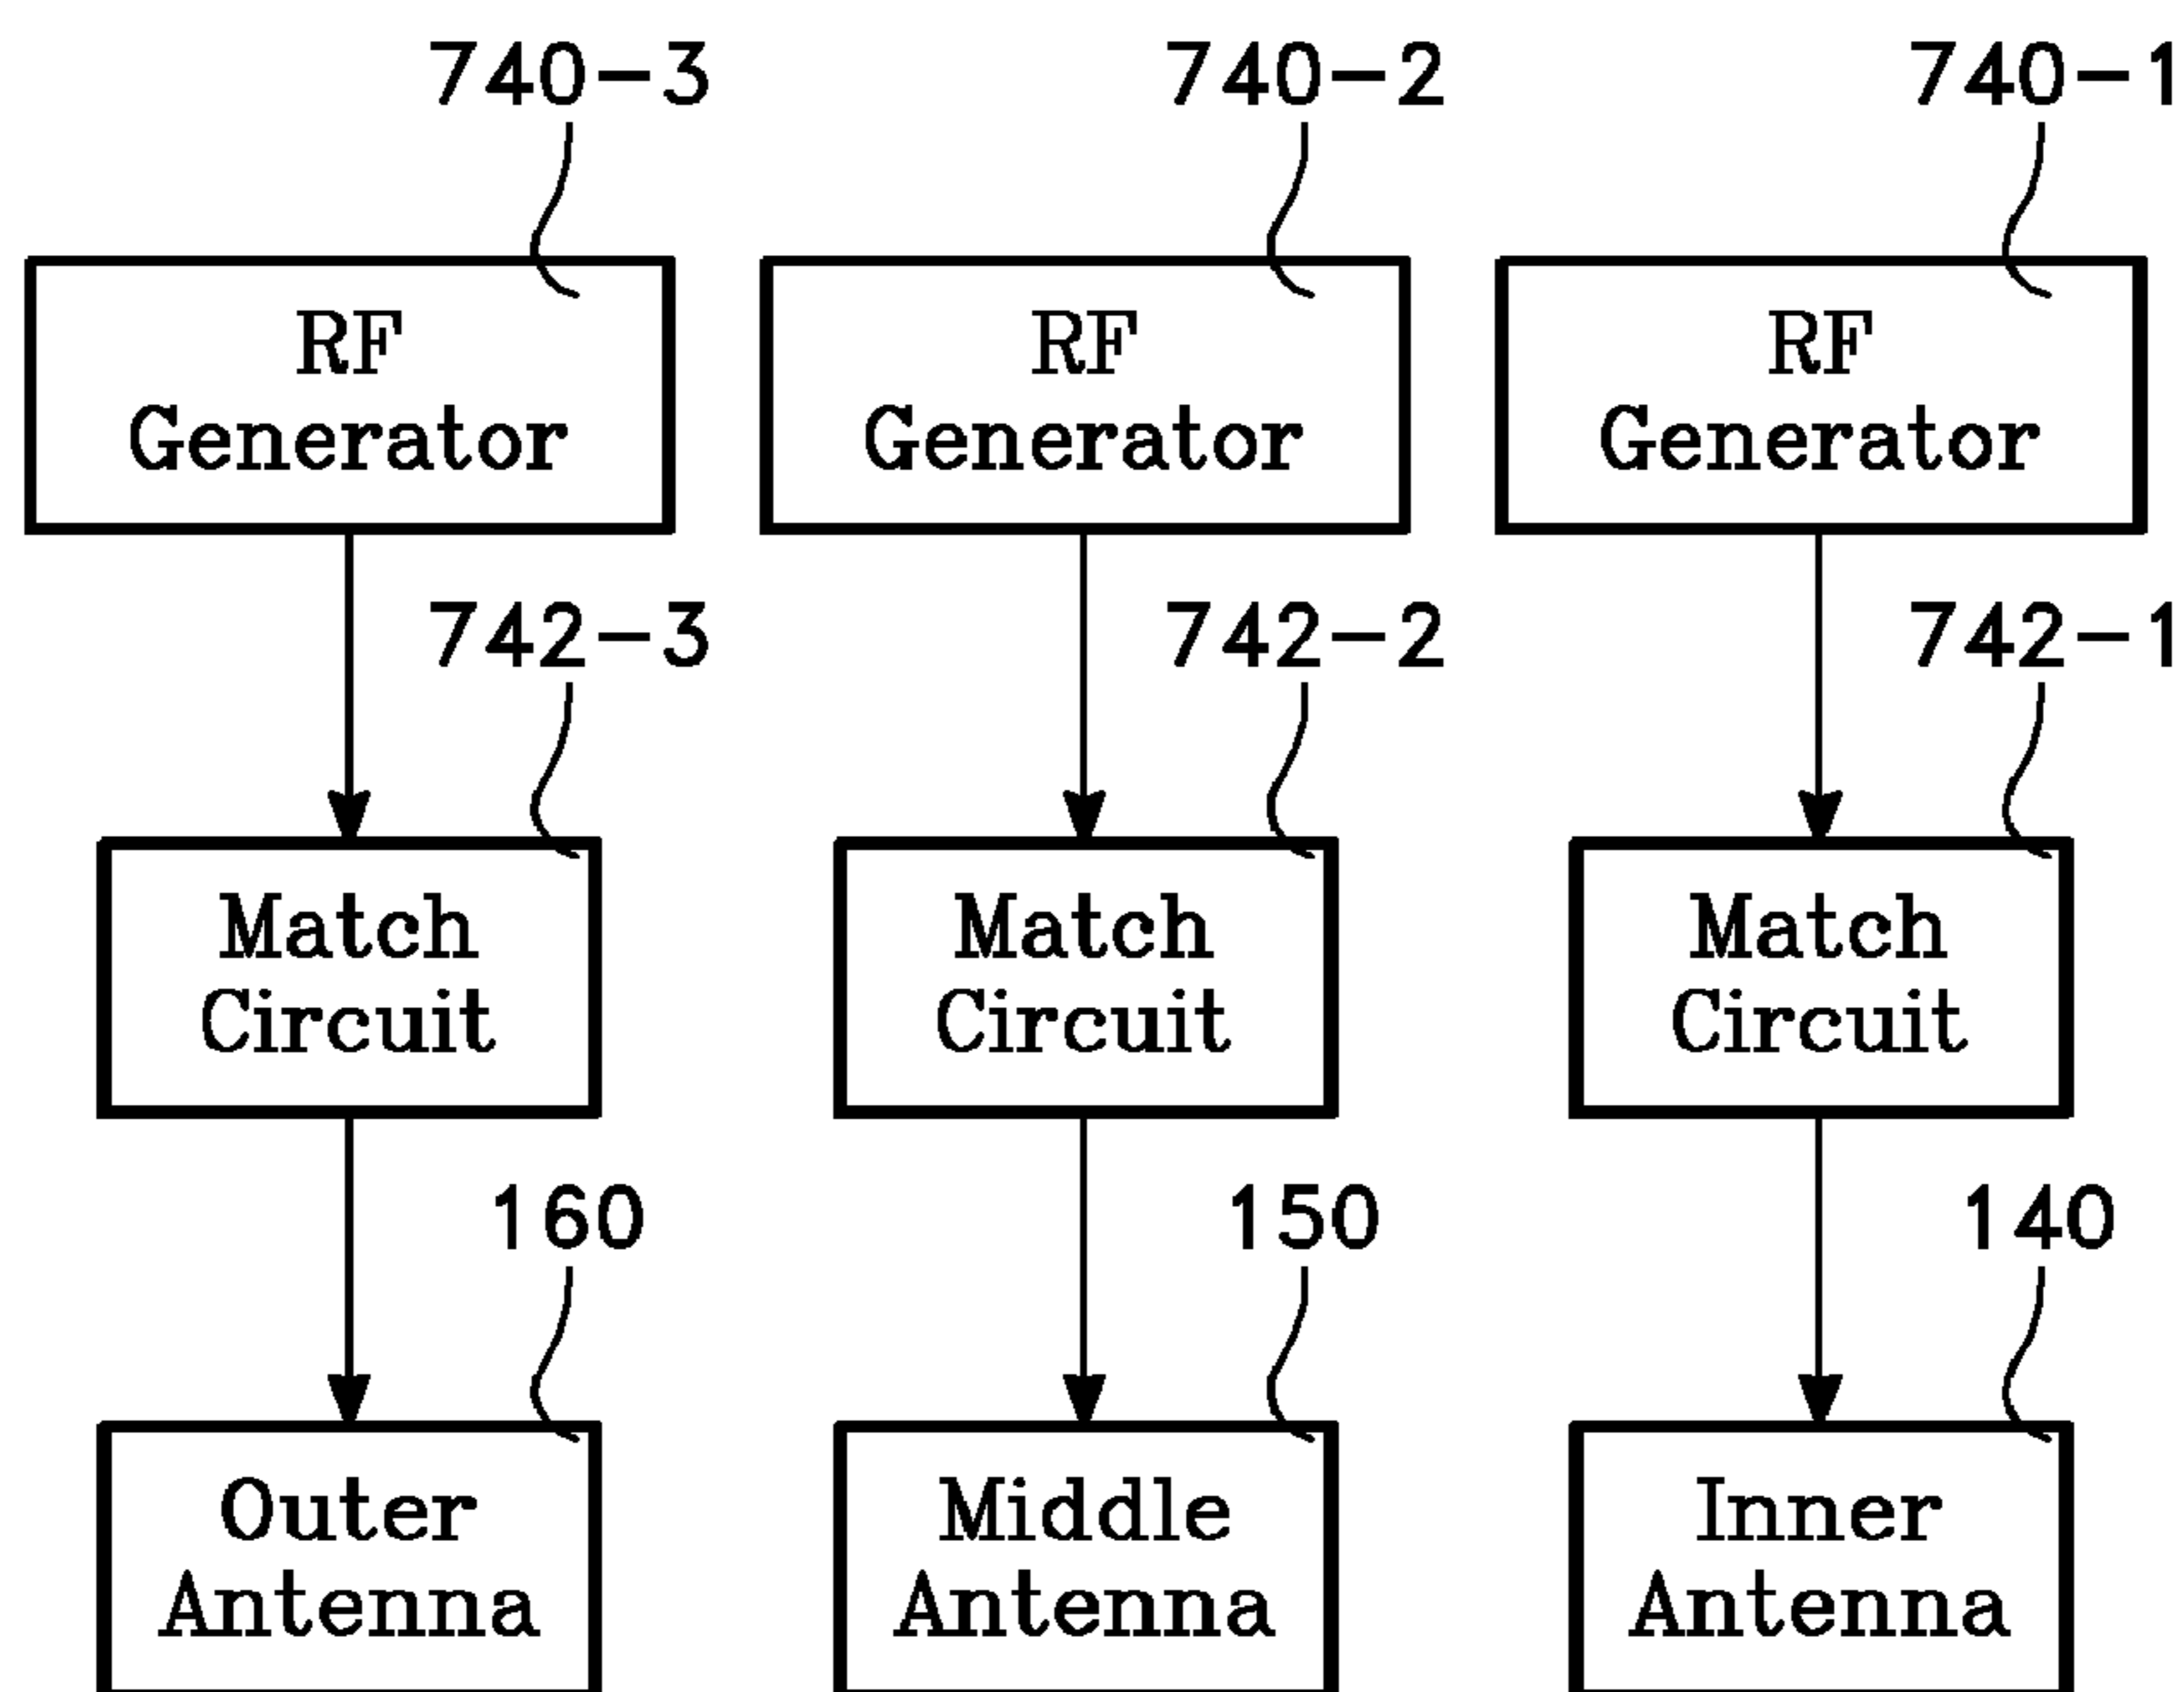 740-3 740-2 740-1
RF RF RF
Generator Generator Generator
742-3 742-2 742-1
Match Match Match
Circuit Circuit Circuit
160 150 140
Outer Middle Inner
Antenna Antenna Antenna